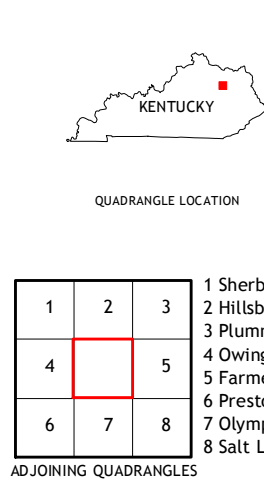 KENTUCKY
QUADRANGLE LOCATION
1 2 3
4 5
6 7 8
1 Sherb
2 Hillsb
3 Plumm
4 Owing
5 Farme
6 Presto
7 Olymp
8 Salt L
ADJOINING QUADRANGLES